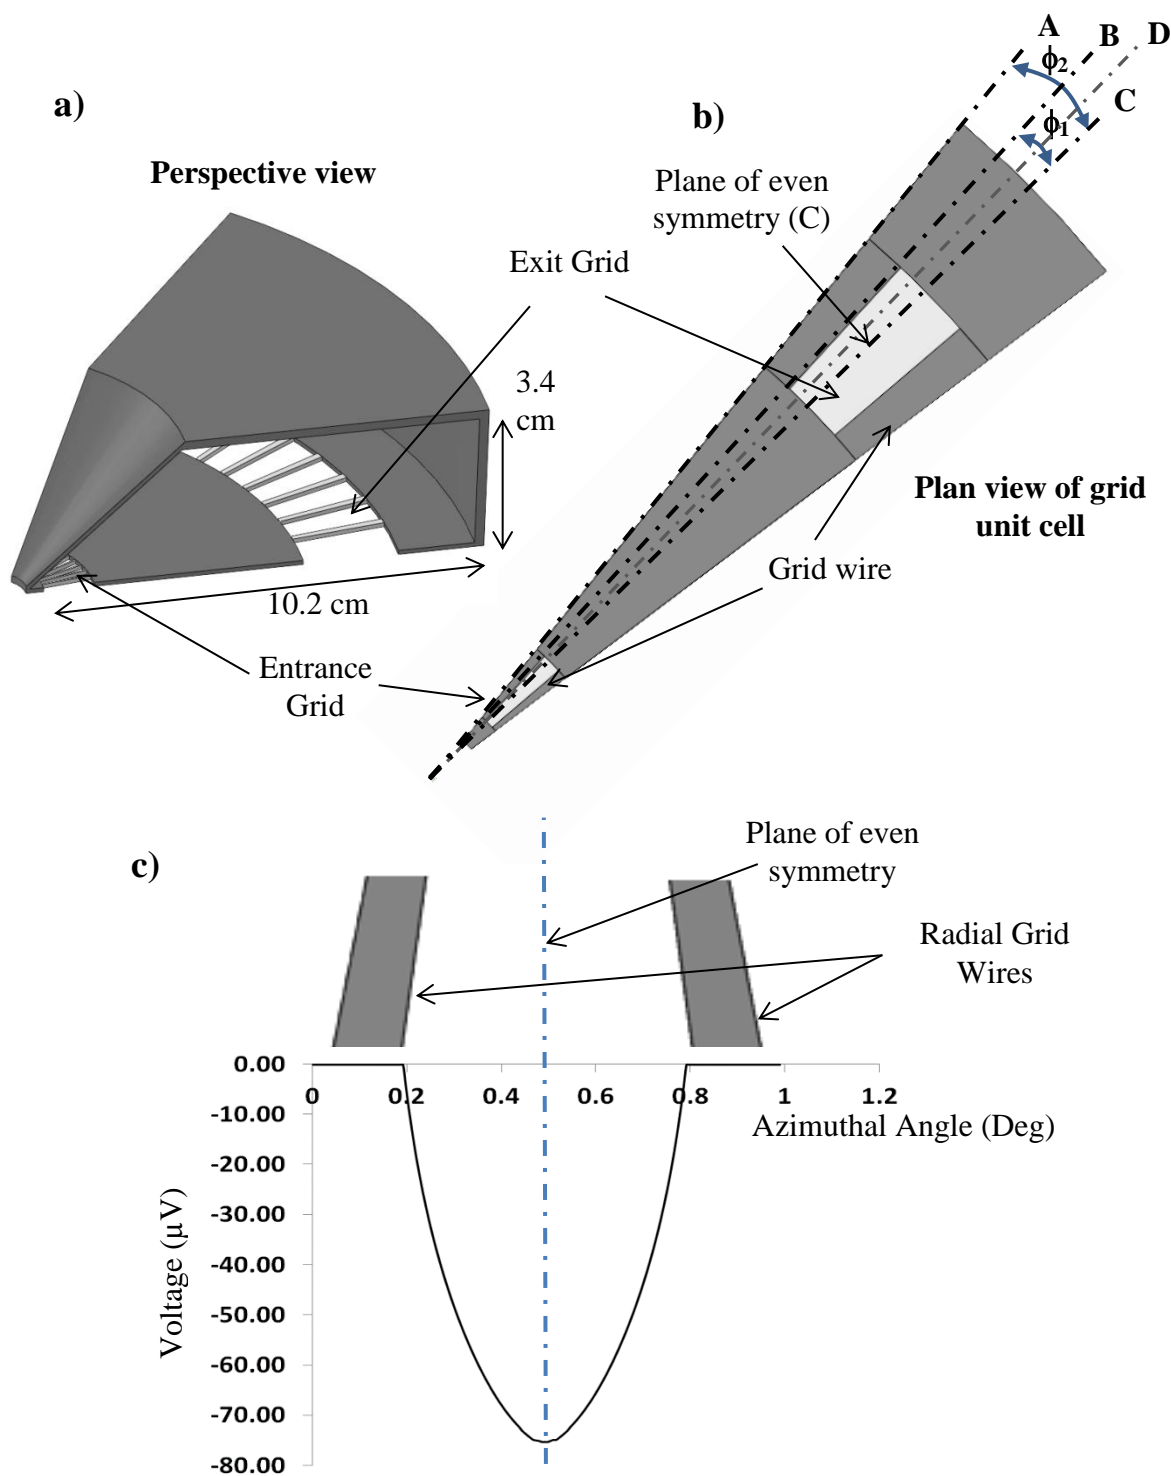 a)
Perspective view
Exit Grid
3.4
cm
10.2 cm
Entrance
Grid
b)
A
B
D
C
ϕ2
ϕ1
Plane of even
symmetry (C)
Plan view of grid
unit cell
Grid wire
c)
Plane of even
symmetry
Radial Grid
Wires
0.00
-10.00
-20.00
-30.00
-40.00
-50.00
-60.00
-70.00
-80.00
0 0.2 0.4 0.6 0.8 1 1.2
Azimuthal Angle (Deg)
Voltage (µV)